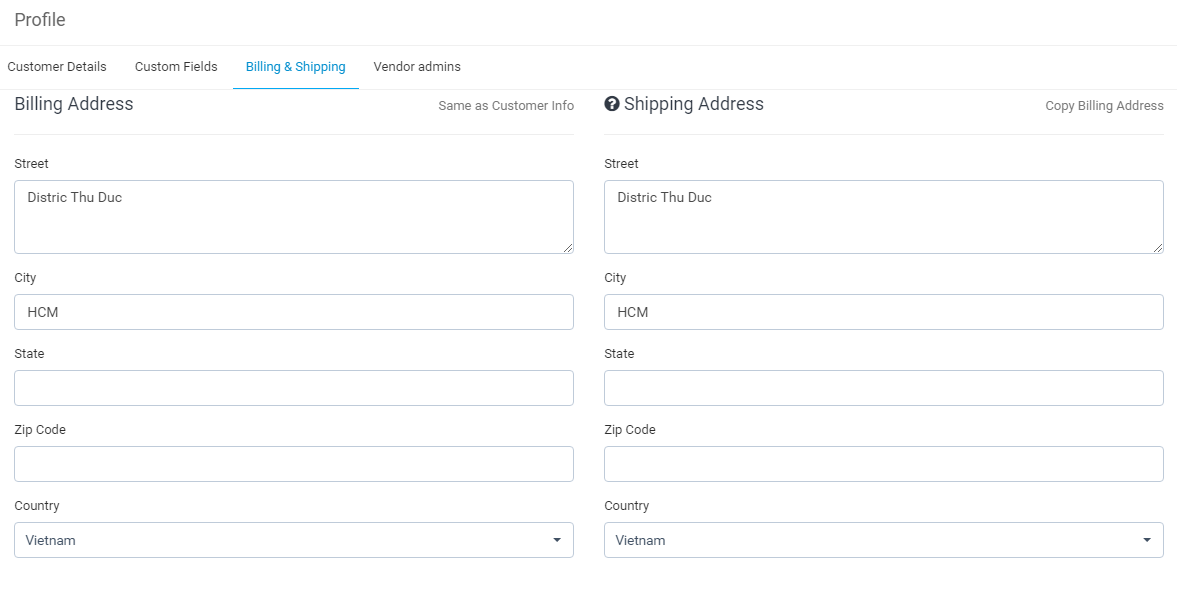 Profile
Customer Details
Custom Fields
Billing & Shipping
Vendor admins
Billing Address
Same as Customer Info
Street
Distric Thu Duc
City
HCM
State
Zip Code
Country
Vietnam
? Shipping Address
Copy Billing Address
Street
Distric Thu Duc
City
HCM
State
Zip Code
Country
Vietnam